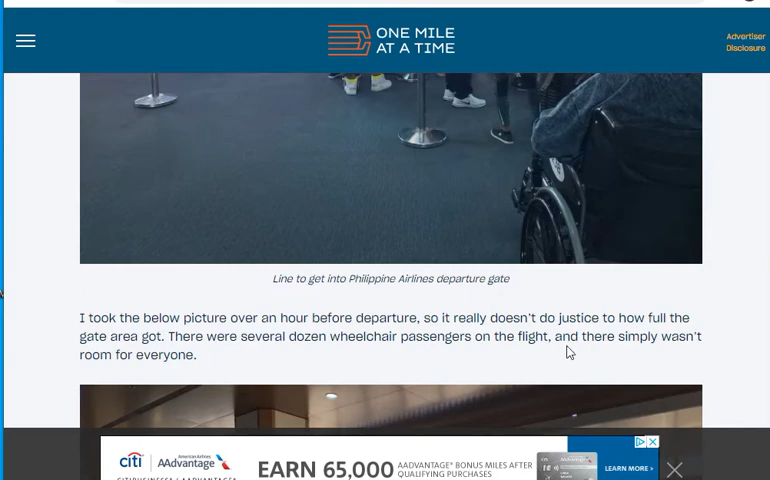 ONE MILE
AT A TIME
Advertiser
Disclosure
Line to get into Philippine Airlines departure gate
I took the below picture over an hour before departure, so it really doesn't do justice to how full the
gate area got. There were several dozen wheelchair passengers on the flight, and there simply wasn't
room for everyone.
citi
American Airlines
AAdvantage
EARN 65,000
AADVANTAGE® BONUS MILES AFTER
QUALIFYING PURCHASES
LEARN MORE >